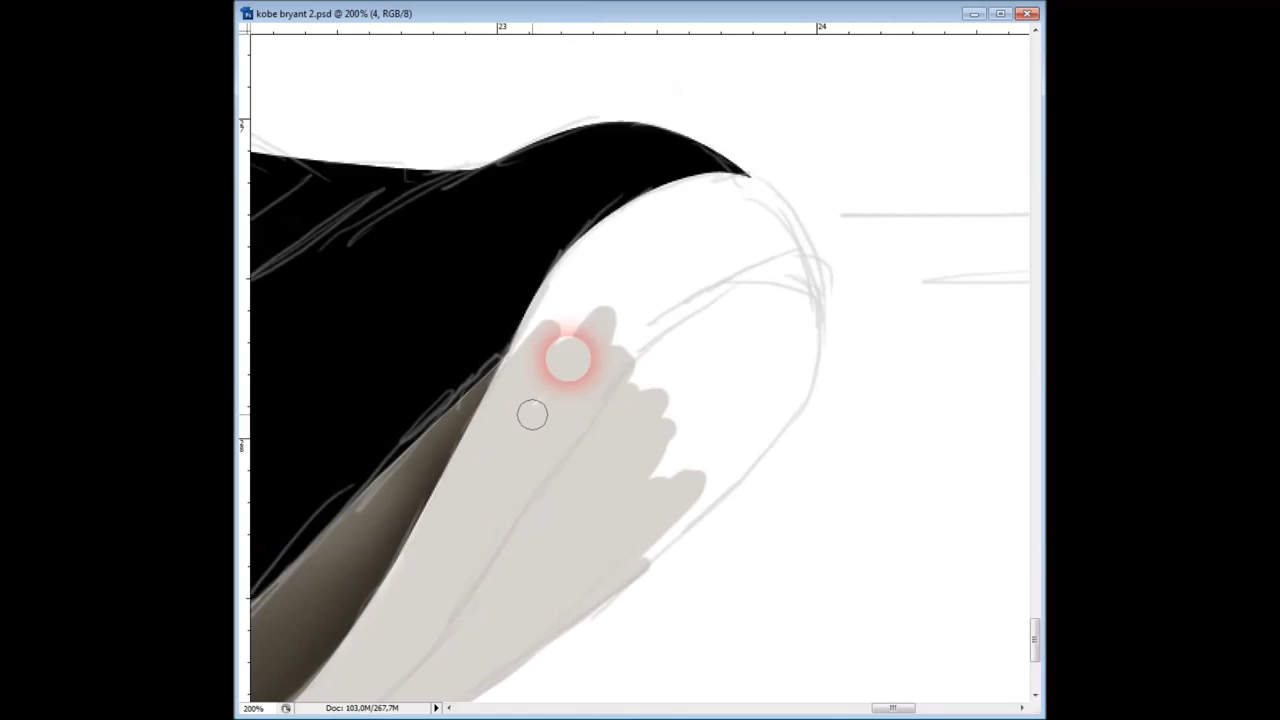 kobe bryant 2.psd @ 200% (4, RGB/8)
23
24
200%
Doc: 103,0M/267,7M